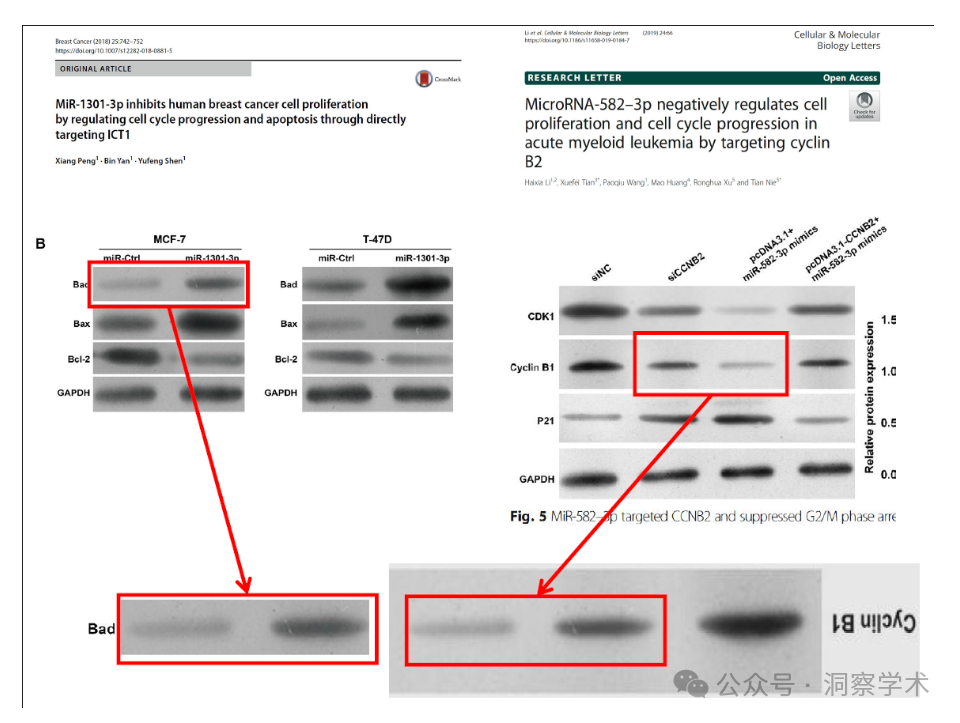 Breast Cancer (2018) 25:742–752
https://doi.org/10.1007/s12282-018-0881-5
ORIGINAL ARTICLE
CrossMark
MiR-1301-3p inhibits human breast cancer cell proliferation
by regulating cell cycle progression and apoptosis through directly
targeting ICT1
Xiang Peng1 · Bin Yan1 · Yufeng Shen1
Li et al. Cellular & Molecular Biology Letters (2019) 24:66
https://doi.org/10.1186/s11658-019-0184-7
Cellular & Molecular
Biology Letters
RESEARCH LETTER
Open Access
Check for
updates
MicroRNA-582–3p negatively regulates cell
proliferation and cell cycle progression in
acute myeloid leukemia by targeting cyclin
B2
Haixia Li1,2, Xuefei Tian3*, Paoqiu Wang1, Mao Huang4, Ronghua Xu5 and Tian Nie5*
B
MCF-7
miR-Ctrl miR-1301-3p
Bad
Bax
Bcl-2
GAPDH
T-47D
miR-Ctrl miR-1301-3p
Bad
Bax
Bcl-2
GAPDH
siNC
siCCNB2
pcDNA3.1+
miR-582-3p mimics
pcDNA3.1-CCNB2+
miR-582-3p mimics
CDK1
Cyclin B1
P21
GAPDH
Relative protein expression
1.5
1.0
0.5
0.0
Fig. 5 MiR-582–3p targeted CCNB2 and suppressed G2/M phase arre
Bad
Cyclin B1
公众号 · 洞察学术